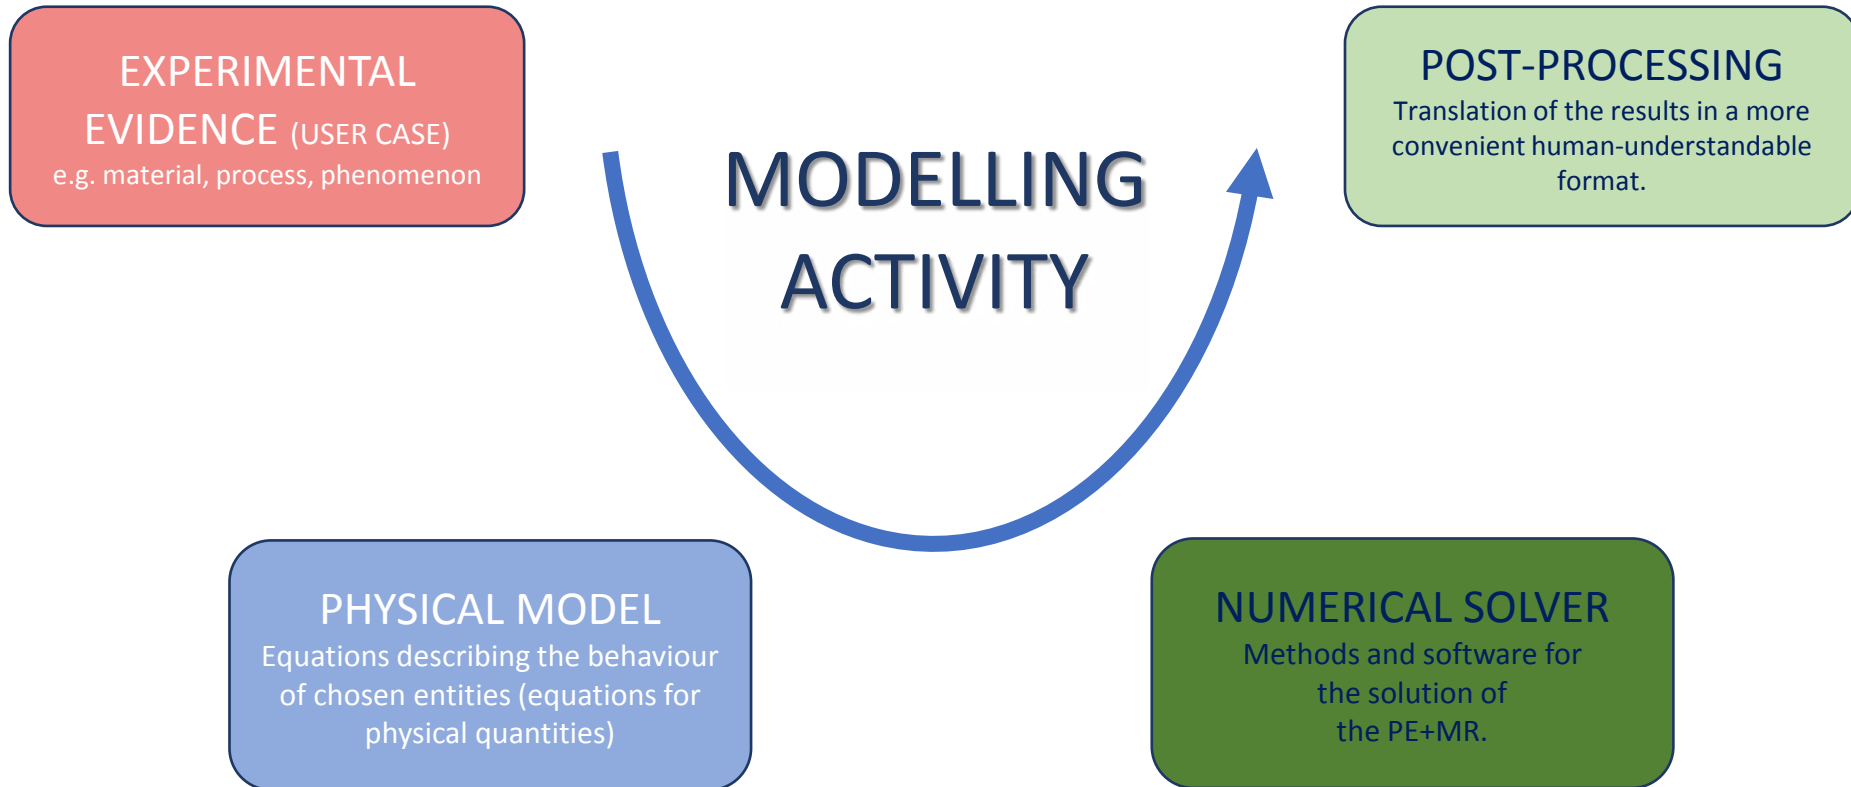 EXPERIMENTAL
EVIDENCE (USER CASE)
e.g. material, process, phenomenon
MODELLING
ACTIVITY
POST-PROCESSING
Translation of the results in a more
convenient human-understandable
format.
PHYSICAL MODEL
Equations describing the behaviour
of chosen entities (equations for
physical quantities)
NUMERICAL SOLVER
Methods and software for
the solution of
the PE+MR.